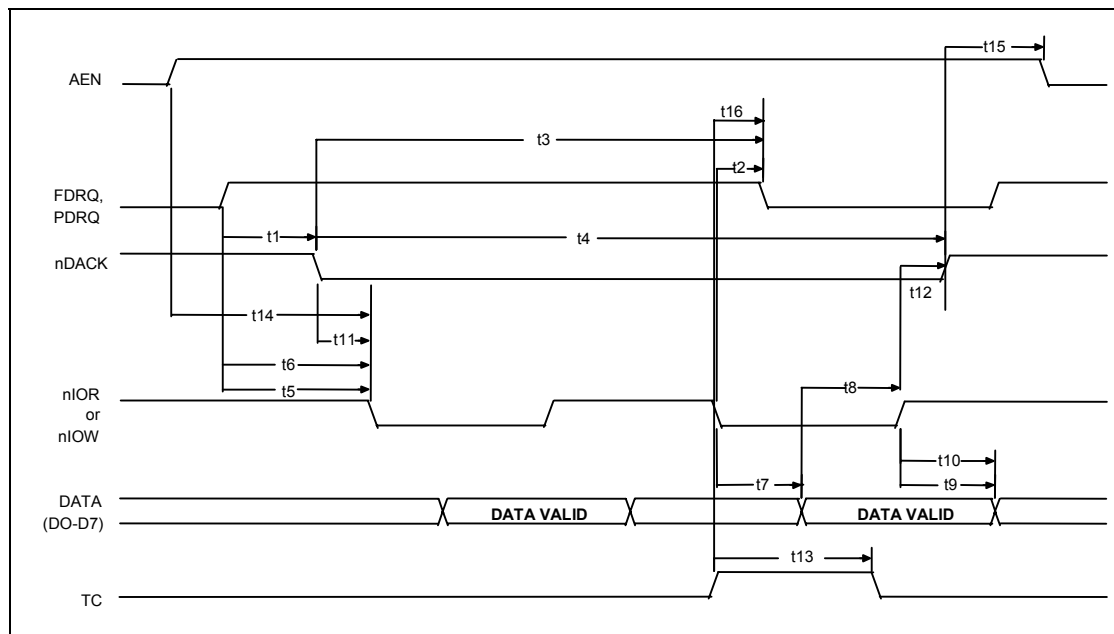 t15
AEN
t16
t3
t2
FDRQ,
PDRQ
t1
t4
nDACK
t12
t14
t11
t6
t8
t5
nIOR
or
nIOW
t10
t7
t9
DATA
(DO-D7)
DATA VALID
DATA VALID
t13
TC